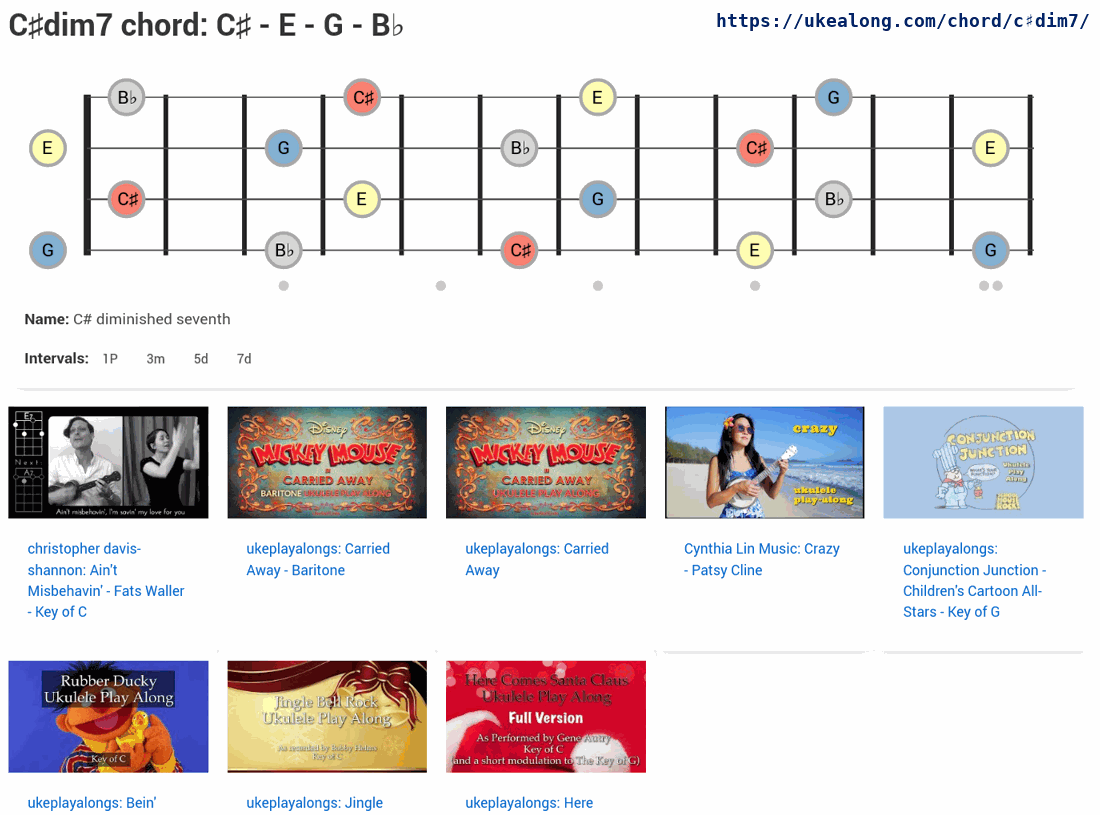 C♯dim7 chord: C♯ - E - G - B♭
https://ukealong.com/chord/c♯dim7/
B♭ C♯ E G
E G B♭ C♯ E
C♯ E G B♭
G B♭ C♯ E G
Name: C# diminished seventh
Intervals: 1P 3m 5d 7d
E7
Next:
A7
Ain't misbehavin', I'm savin' my love for you
Disney
MICKEY MOUSE
in
CARRIED AWAY
BARITONE UKULELE PLAY ALONG
Disney
MICKEY MOUSE
in
CARRIED AWAY
UKULELE PLAY ALONG
crazy
ukulele
play-along
CONJUNCTION
JUNCTION
WHAT'S YOUR
FUNCTION?
Ukulele
Play
Along
ROCK!
christopher davis-
shannon: Ain't
Misbehavin' - Fats Waller
- Key of C
ukeplayalongs: Carried
Away - Baritone
ukeplayalongs: Carried
Away
Cynthia Lin Music: Crazy
- Patsy Cline
ukeplayalongs:
Conjunction Junction -
Children's Cartoon All-
Stars - Key of G
Rubber Ducky
Ukulele Play Along
Key of C
Jingle Bell Rock
Ukulele Play Along
As recorded by Bobby Helms
Key of C
Here Comes Santa Claus
Ukulele Play Along
Full Version
As Performed by Gene Autry
Key of C
(and a short modulation to The Key of G)
ukeplayalongs: Bein'
ukeplayalongs: Jingle
ukeplayalongs: Here